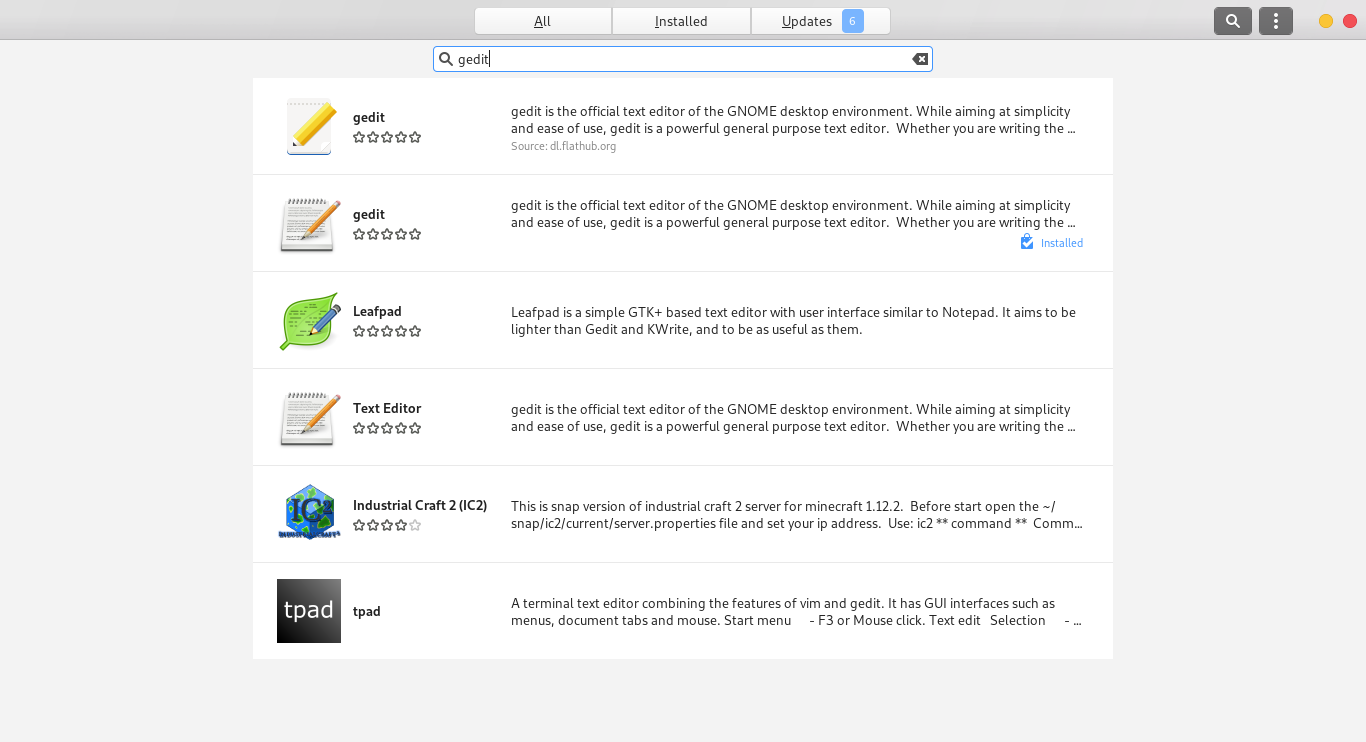 All
Installed
Updates
6
gedit
gedit
gedit is the official text editor of the GNOME desktop environment. While aiming at simplicity
and ease of use, gedit is a powerful general purpose text editor.  Whether you are writing the …
Source: dl.flathub.org
gedit
gedit is the official text editor of the GNOME desktop environment. While aiming at simplicity
and ease of use, gedit is a powerful general purpose text editor.  Whether you are writing the …
Installed
Leafpad
Leafpad is a simple GTK+ based text editor with user interface similar to Notepad. It aims to be
lighter than Gedit and KWrite, and to be as useful as them.
Text Editor
gedit is the official text editor of the GNOME desktop environment. While aiming at simplicity
and ease of use, gedit is a powerful general purpose text editor.  Whether you are writing the …
IC2
Industrial Craft 2 (IC2)
This is snap version of industrial craft 2 server for minecraft 1.12.2.  Before start open the ~/
snap/ic2/current/server.properties file and set your ip address.  Use: ic2 ** command **  Comm…
tpad
tpad
A terminal text editor combining the features of vim and gedit. It has GUI interfaces such as
menus, document tabs and mouse. Start menu     - F3 or Mouse click. Text edit   Selection     - …